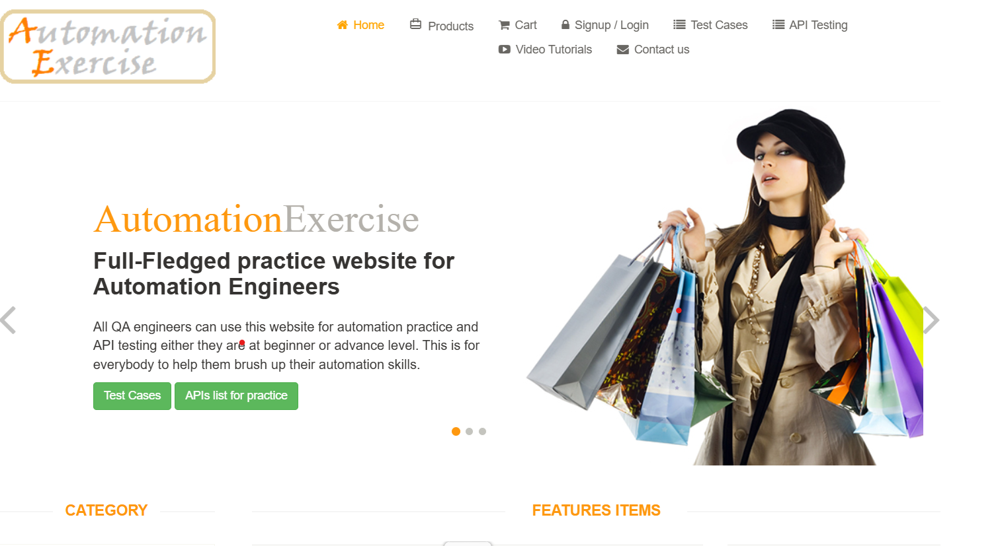 Automation
Exercise
Home Products Cart Signup / Login Test Cases API Testing
Video Tutorials Contact us
AutomationExercise
Full-Fledged practice website for
Automation Engineers
All QA engineers can use this website for automation practice and
API testing either they are at beginner or advance level. This is for
everybody to help them brush up their automation skills.
Test Cases APIs list for practice
CATEGORY FEATURES ITEMS